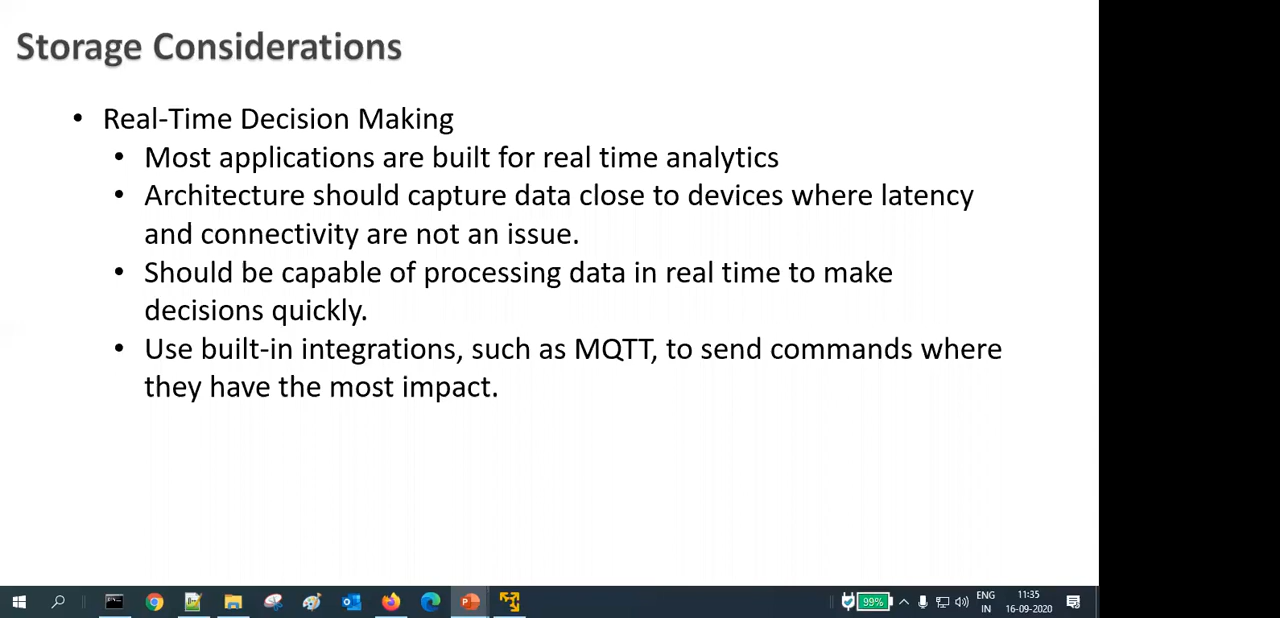 Storage Considerations
• Real-Time Decision Making
• Most applications are built for real time analytics
• Architecture should capture data close to devices where latency
and connectivity are not an issue.
• Should be capable of processing data in real time to make
decisions quickly.
• Use built-in integrations, such as MQTT, to send commands where
they have the most impact.
99%
ENG
IN
11:35
16-09-2020